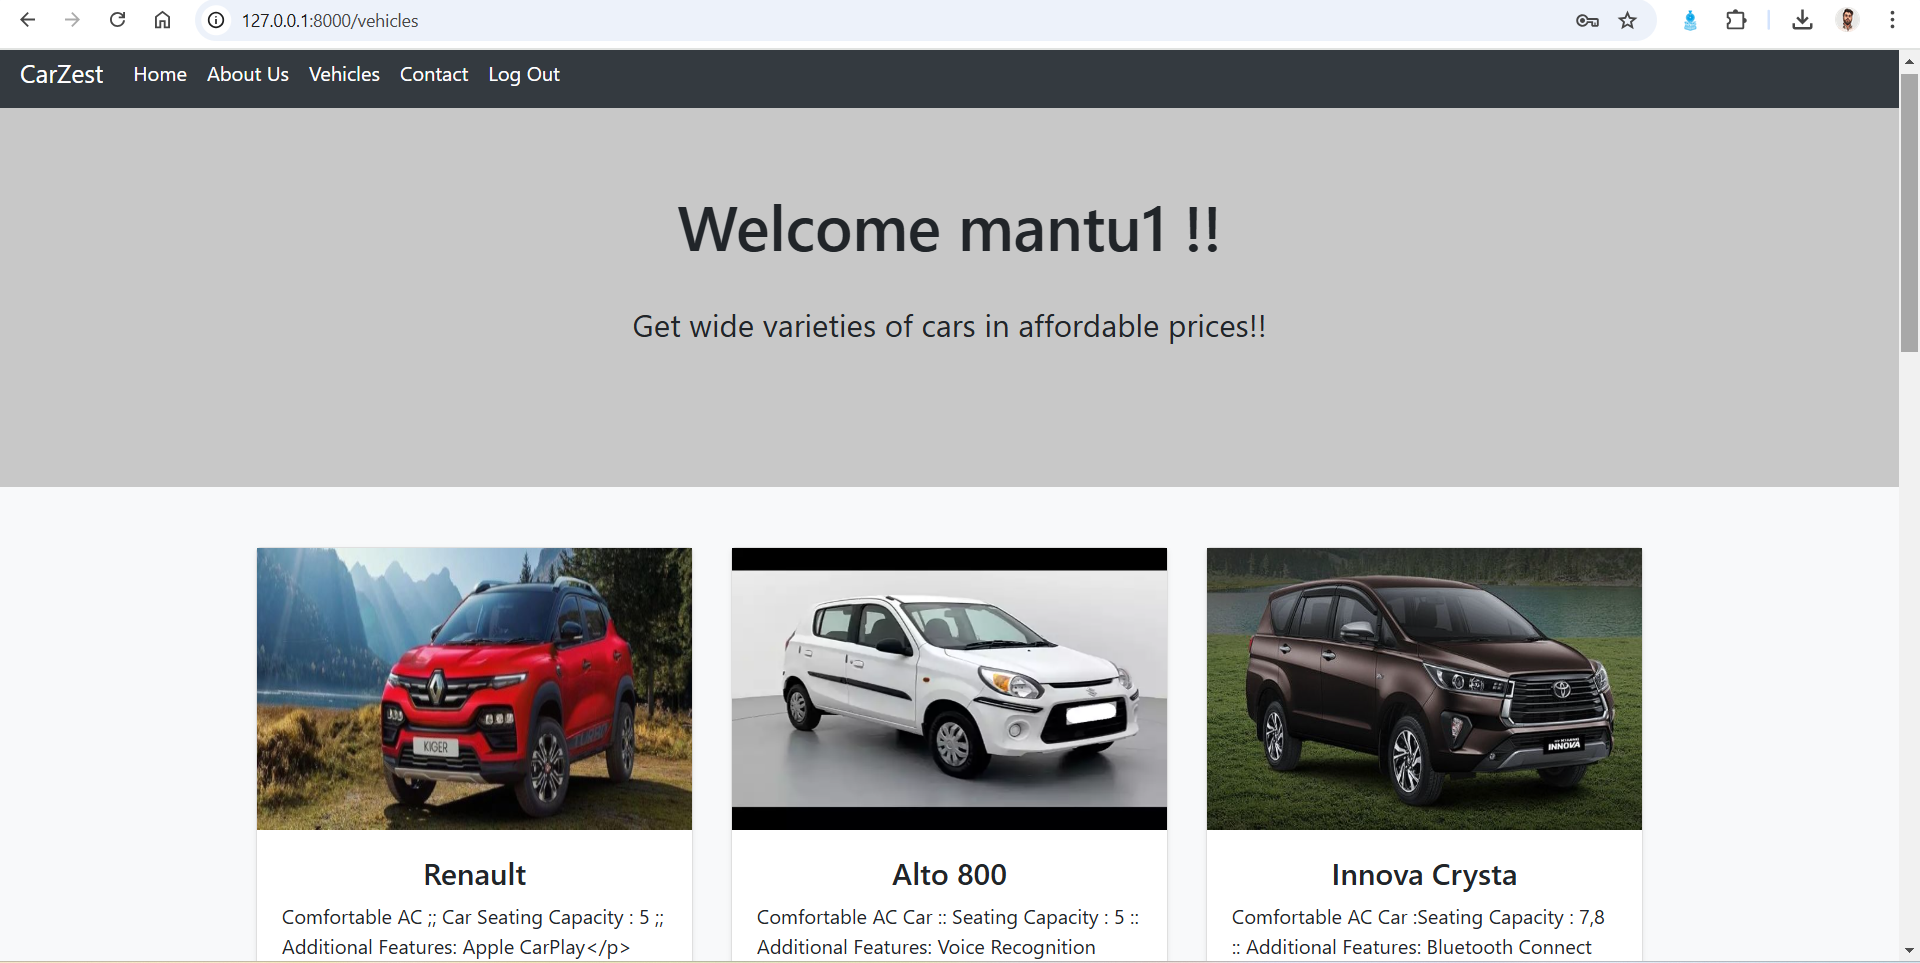 127.0.0.1:8000/vehicles
CarZest Home About Us Vehicles Contact Log Out
Welcome mantu1 !!
Get wide varieties of cars in affordable prices!!
KIGER
INNOVA
Renault
Comfortable AC ;; Car Seating Capacity : 5 ;;
Additional Features: Apple CarPlay</p>
Alto 800
Comfortable AC Car :: Seating Capacity : 5 ::
Additional Features: Voice Recognition
Innova Crysta
Comfortable AC Car :Seating Capacity : 7,8
:: Additional Features: Bluetooth Connect